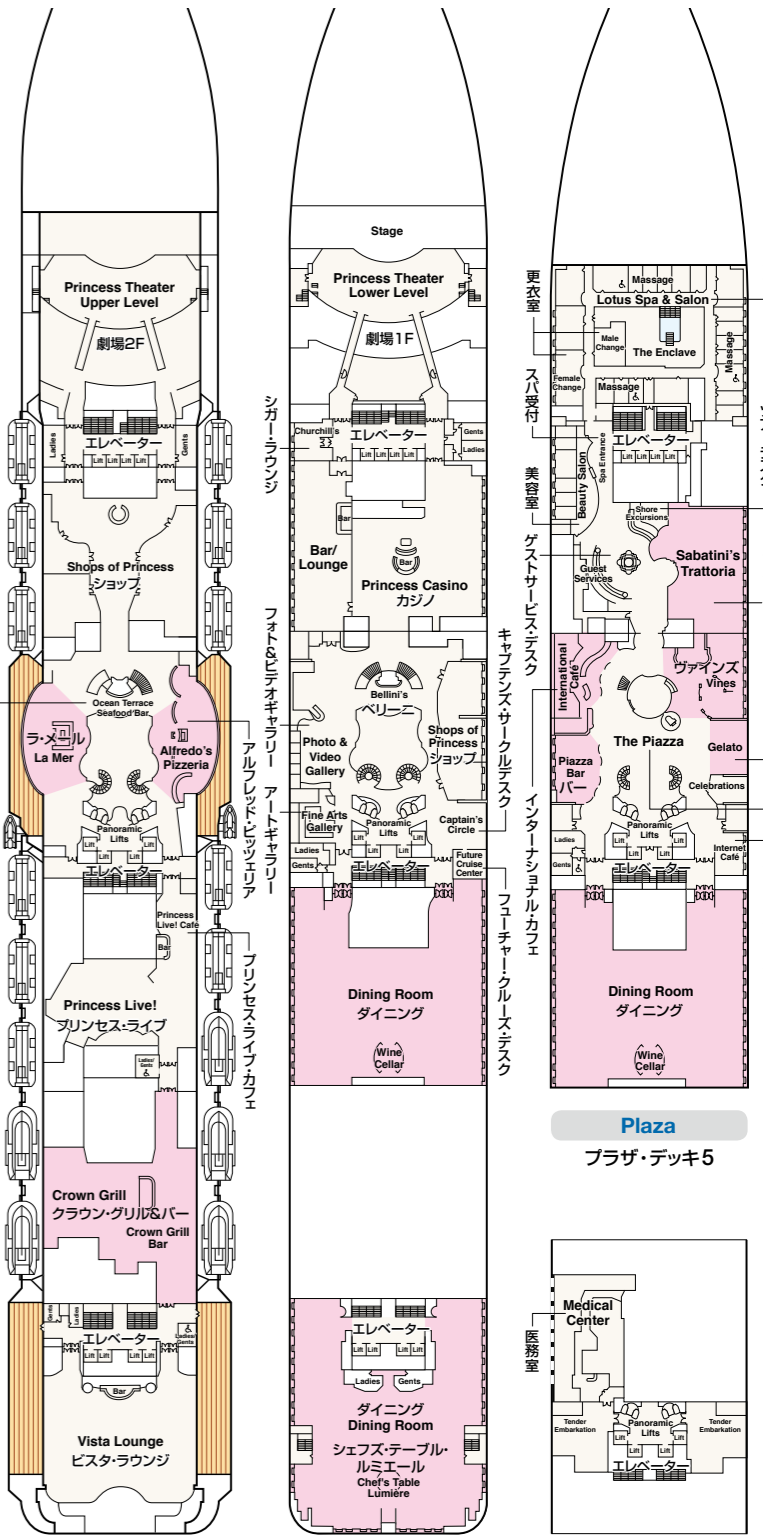 Princess Theater
Upper Level
劇場2F
Ladies
エレベーター
Gents
Lift Lift Lift Lift
Shops of Princess
ショップ
Ocean Terrace
Seafood Bar
ラ・メール
La Mer
Alfredo's
Pizzeria
アルフレッド・ピッツェリア
Panoramic
Lifts
Lift Lift
Lift Lift
エレベーター
Princess
Live! Café
Bar
プリンセス・ライブ・カフェ
Princess Live!
プリンセス・ライブ
Ladies/
Gents
Crown Grill
クラウン・グリル&バー
Crown Grill
Bar
Gents
Ladies
エレベーター
Ladies/
Gents
Lift Lift Lift Lift
Bar
Vista Lounge
ビスタ・ラウンジ
Stage
Princess Theater
Lower Level
劇場1F
シガー・ラウンジ
Churchill's
エレベーター
Gents
Ladies
Lift Lift Lift Lift
Bar
Bar/
Lounge
Bar
Princess Casino
カジノ
フォト&ビデオギャラリー
Bellini's
ベリーニ
キャプテンズ・サークルデスク
Photo &
Video
Gallery
Shops of
Princess
ショップ
アートギャラリー
Fine Arts
Gallery
Panoramic
Lifts
Captain's
Circle
Lift Lift
Lift Lift
Ladies
Gents
エレベーター
Future
Cruise
Center
フューチャー・クルーズ・デスク
Dining Room
ダイニング
Wine
Cellar
エレベーター
Lift Lift Lift Lift
Ladies
Gents
ダイニング
Dining Room
シェフズ・テーブル・
ルミエール
Chef's Table
Lumière
更衣室
Massage
Lotus Spa & Salon
Male
Change
The Enclave
Massage
Female
Change
Massage
スパ受付
エレベーター
Lift Lift Lift Lift
Spa Entrance
美容室
Beauty Salon
Shore
Excursions
ゲストサービス・デスク
Guest
Services
Sabatini's
Trattoria
International
Café
ヴァインズ
Vines
The Piazza
Gelato
Piazza
Bar
バー
Celebrations
インターナショナル・カフェ
Panoramic
Lifts
Lift Lift
Lift Lift
Ladies
Gents
Internet
Café
エレベーター
Dining Room
ダイニング
Wine
Cellar
Plaza
プラザ・デッキ5
Medical
Center
医務室
Tender
Embarkation
Panoramic
Lifts
Tender
Embarkation
Lift Lift
Lift Lift
エレベーター